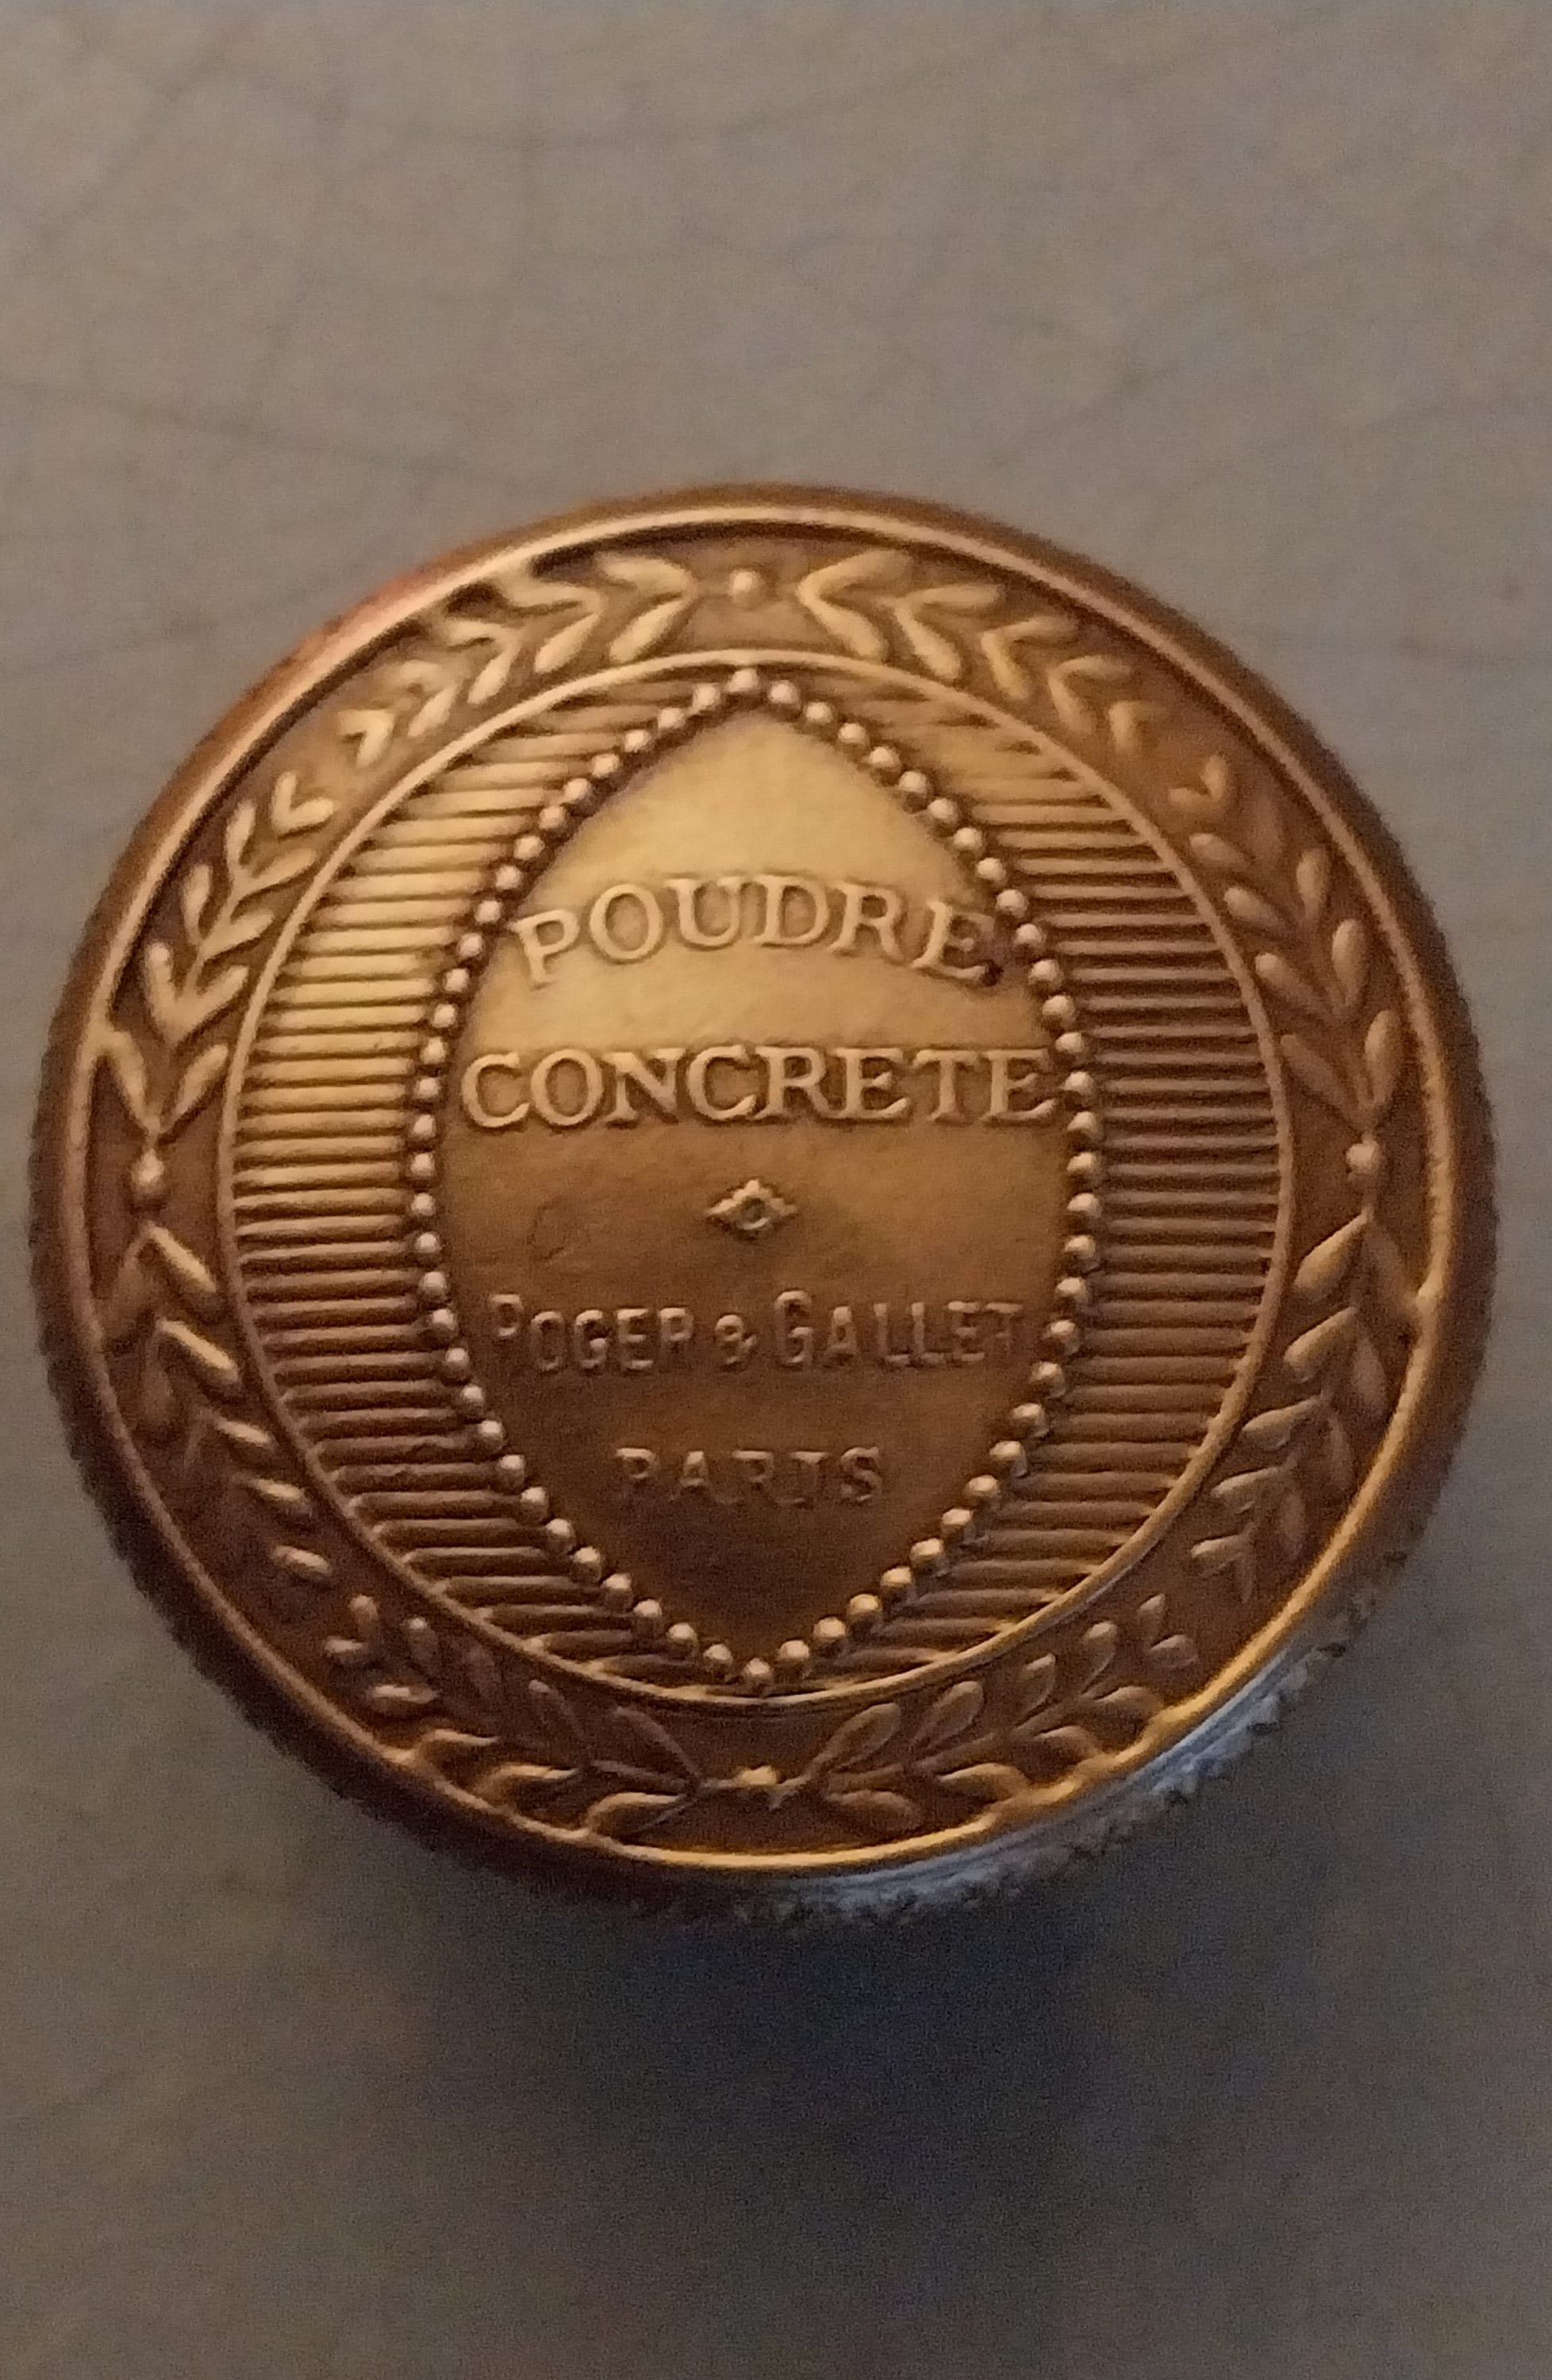 POUDRE
CONCRETE
ROGER & GALLET
PARIS